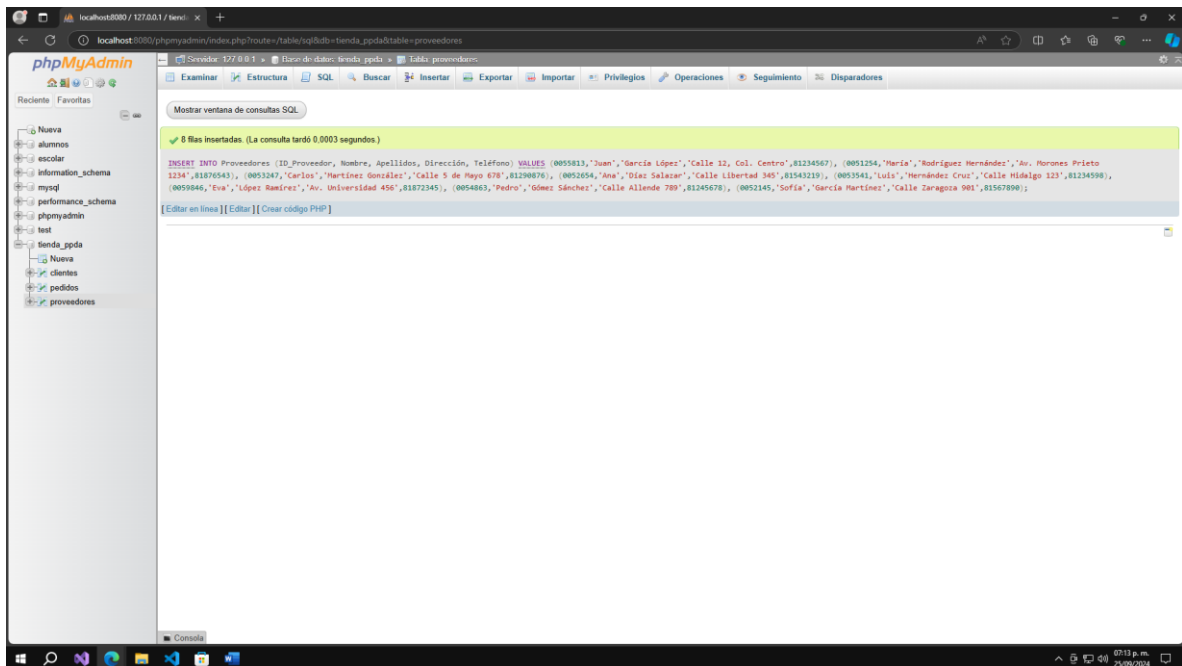 localhost:8080 / 127.0.0.1 / tiend
localhost:8080/phpmyadmin/index.php?route=/table/sql&db=tienda_ppda&table=proveedores
phpMyAdmin
Reciente Favoritas
Nueva
alumnos
escolar
information_schema
mysql
performance_schema
phpmyadmin
test
tienda_ppda
Nueva
clientes
pedidos
proveedores
Servidor: 127.0.0.1 » Base de datos: tienda_ppda » Tabla: proveedores
Examinar Estructura SQL Buscar Insertar Exportar Importar Privilegios Operaciones Seguimiento Disparadores
Mostrar ventana de consultas SQL
8 filas insertadas. (La consulta tardó 0,0003 segundos.)
INSERT INTO Proveedores (ID_Proveedor, Nombre, Apellidos, Dirección, Teléfono) VALUES (0055813,'Juan','García López','Calle 12, Col. Centro',81234567), (0051254,'María','Rodríguez Hernández','Av. Morones Prieto
1234',81876543), (0053247,'Carlos','Martínez González','Calle 5 de Mayo 678',81290876), (0052654,'Ana','Díaz Salazar','Calle Libertad 345',81543219), (0053541,'Luis','Hernández Cruz','Calle Hidalgo 123',81234598),
(0059846,'Eva','López Ramírez','Av. Universidad 456',81872345), (0054863,'Pedro','Gómez Sánchez','Calle Allende 789',81245678), (0052145,'Sofía','García Martínez','Calle Zaragoza 901',81567890);
[ Editar en línea ] [ Editar ] [ Crear código PHP ]
Consola
07:13 p. m.
25/09/2024